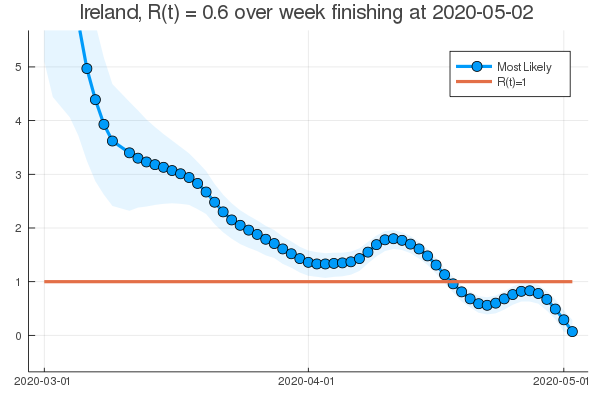 Ireland, R(t) = 0.6 over week finishing at 2020-05-02
Most Likely
R(t)=1
5
4
3
2
1
0
2020-03-01 2020-04-01 2020-05-01